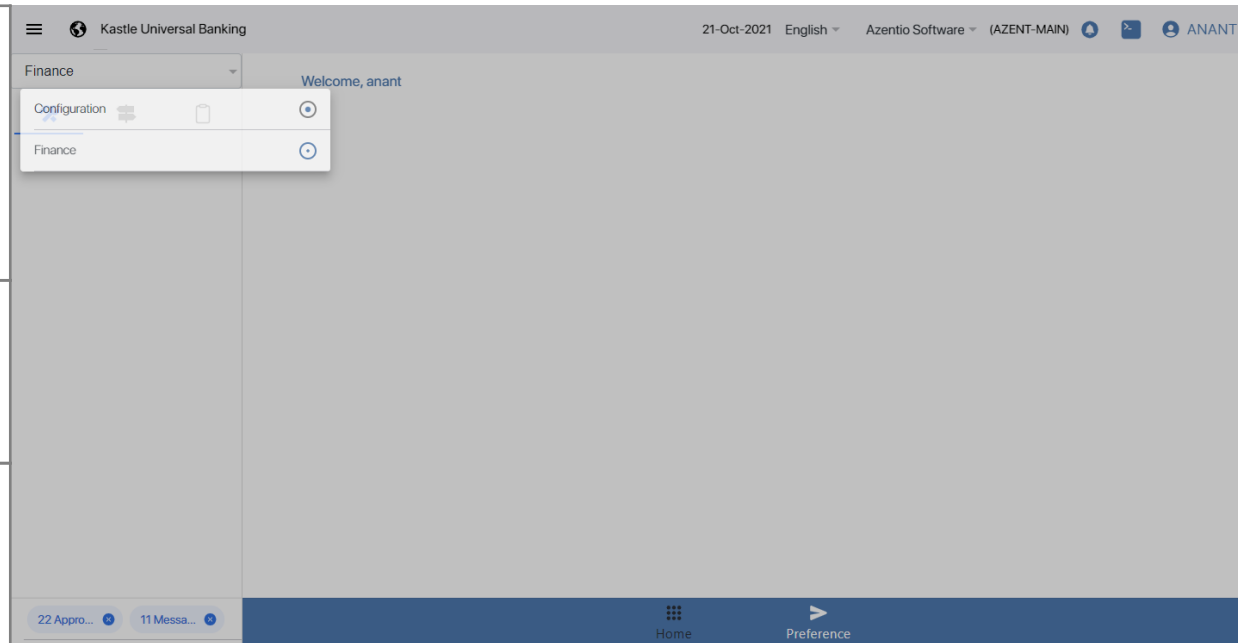 Kastle Universal Banking 21-Oct-2021 English Azentio Software (AZENT-MAIN) ANANT
Finance
Welcome, anant
Configuration
Finance
22 Appro... 11 Messa...
Home Preference